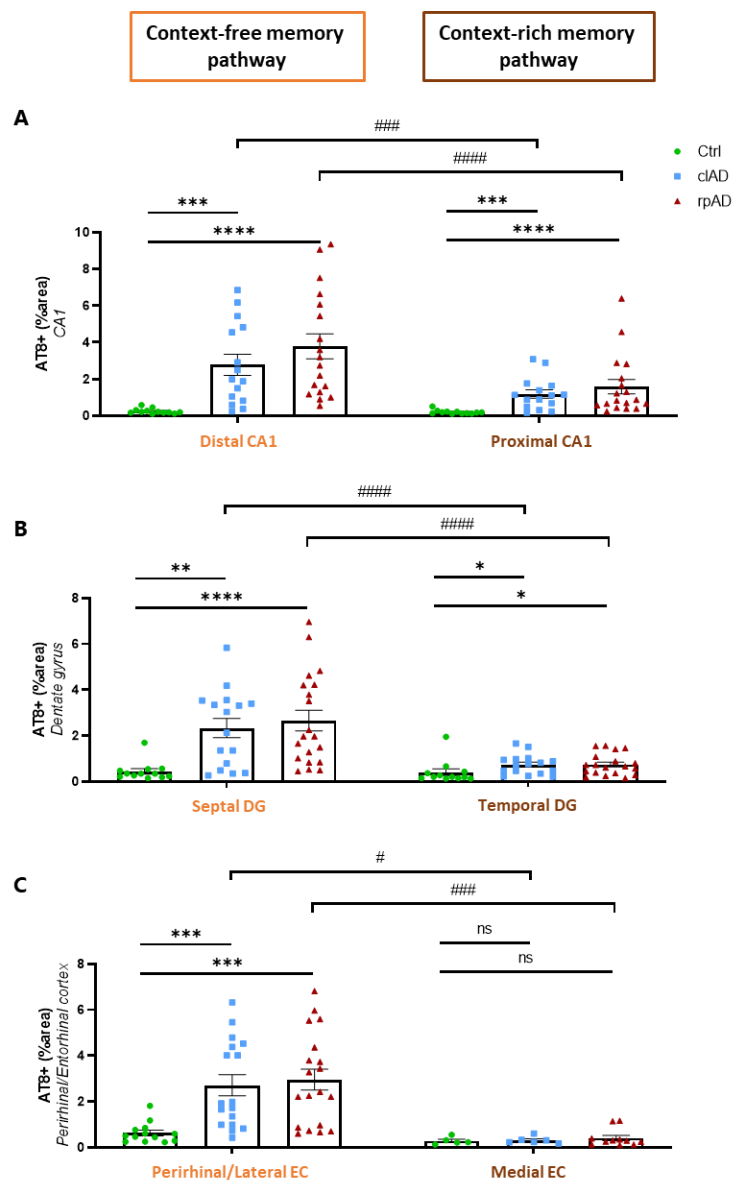 Context-free memory
pathway
Context-rich memory
pathway
A
###
####
Ctrl
clAD
rpAD
***
****
***
****
AT8+ (%area)
CA1
10
8
6
4
2
0
Distal CA1
Proximal CA1
B
####
####
**
****
*
*
AT8+ (%area)
Dentate gyrus
8
6
4
2
0
Septal DG
Temporal DG
C
#
###
***
***
ns
ns
AT8+ (%area)
Perirhinal/Entorhinal cortex
8
6
4
2
0
Perirhinal/Lateral EC
Medial EC